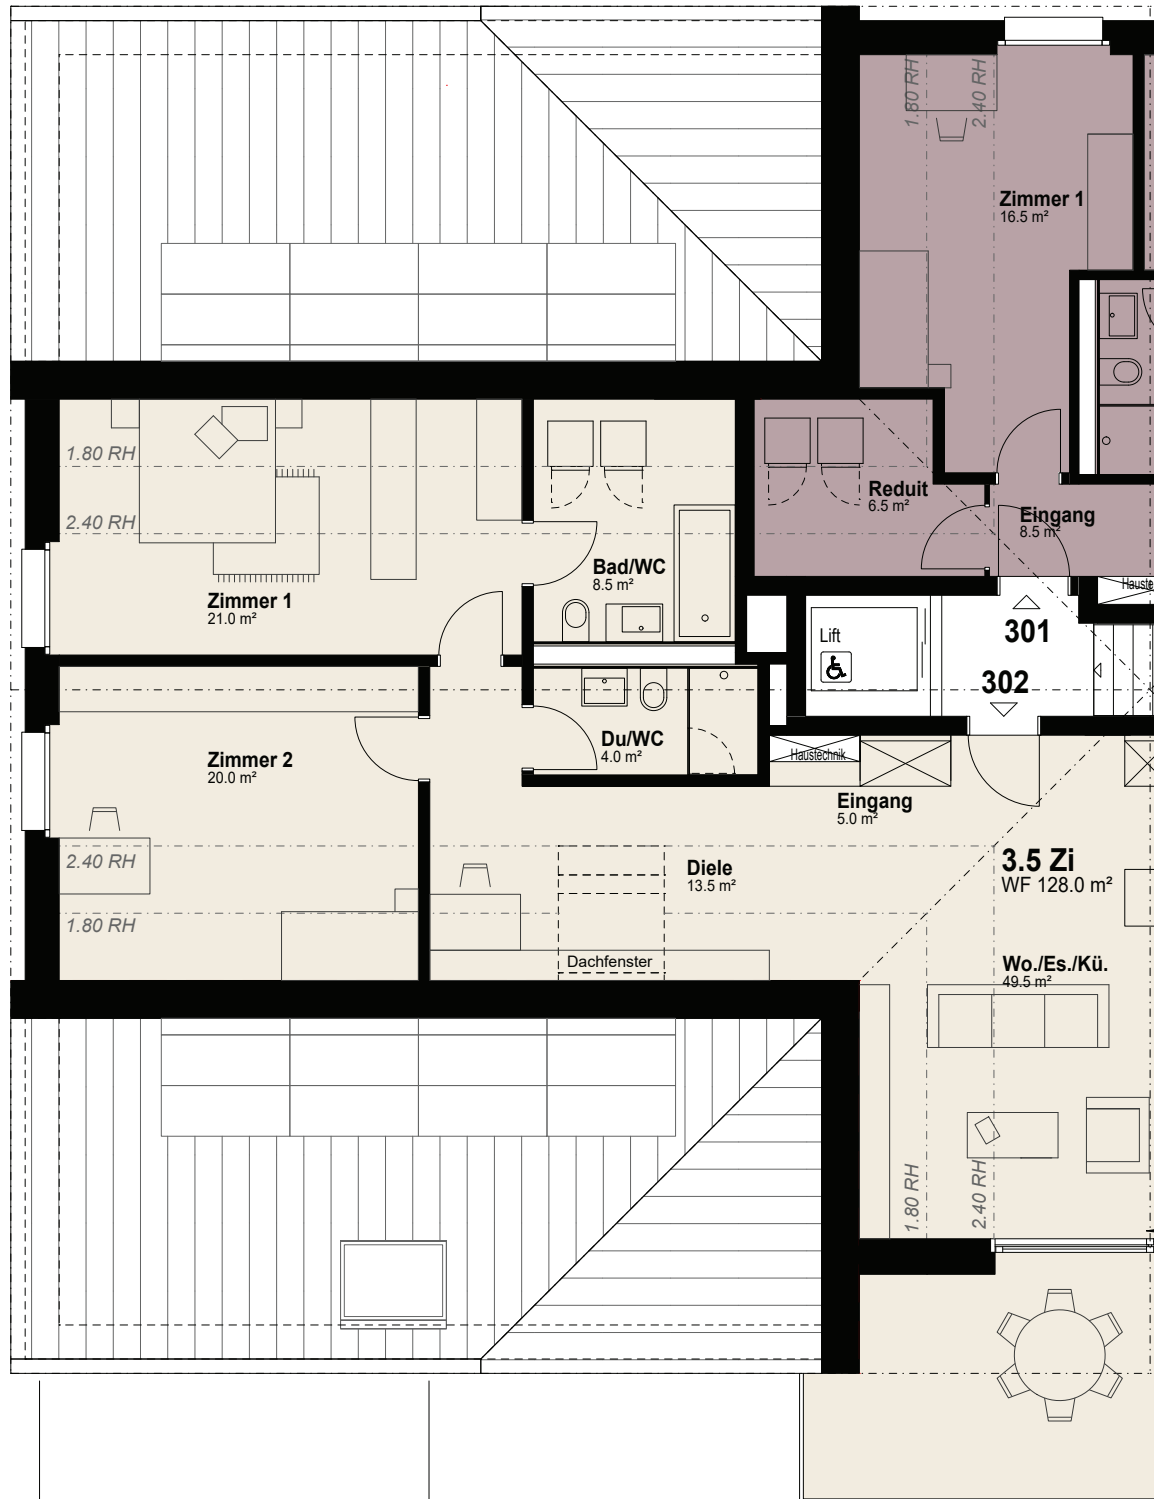 1.80 RH
2.40 RH
Zimmer 1
16.5 m²
1.80 RH
2.40 RH
Zimmer 1
21.0 m²
Bad/WC
8.5 m²
Reduit
6.5 m²
Eingang
8.5 m²
Lift
301
302
Zimmer 2
20.0 m²
Du/WC
4.0 m²
Haustechnik
Eingang
5.0 m²
2.40 RH
1.80 RH
Diele
13.5 m²
3.5 Zi
WF 128.0 m²
Dachfenster
Wo./Es./Kü.
49.5 m²
1.80 RH
2.40 RH